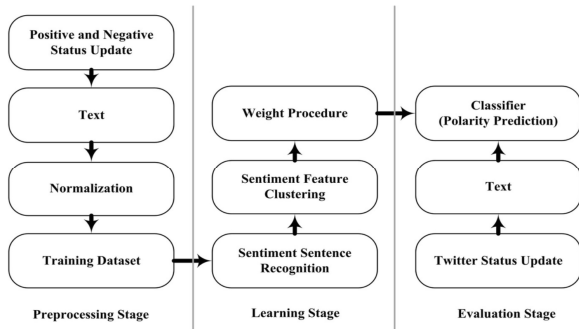 Positive and Negative
Status Update
Text
Normalization
Training Dataset
Preprocessing Stage
Weight Procedure
Sentiment Feature
Clustering
Sentiment Sentence
Recognition
Learning Stage
Classifier
(Polarity Prediction)
Text
Twitter Status Update
Evaluation Stage